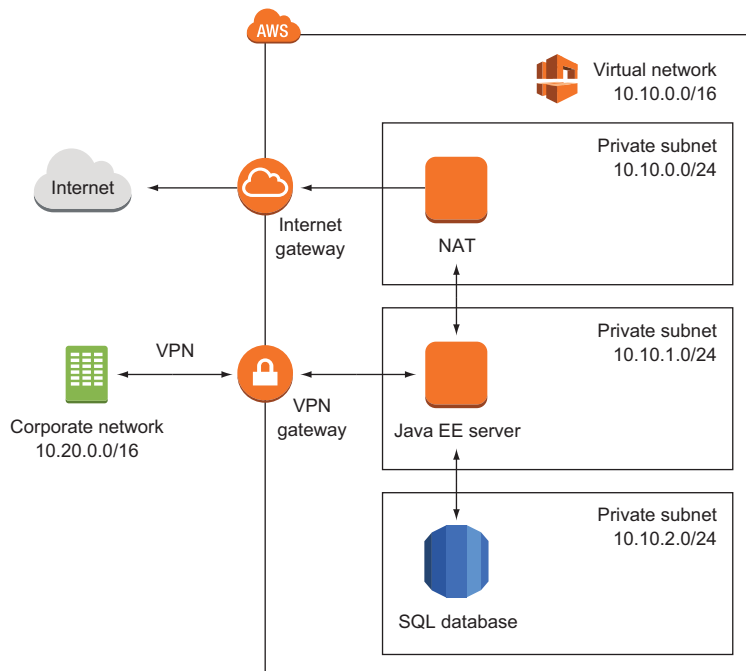 AWS
Virtual network
10.10.0.0/16
Private subnet
10.10.0.0/24
Internet
Internet
gateway
NAT
Private subnet
10.10.1.0/24
VPN
Corporate network
10.20.0.0/16
VPN
gateway
Java EE server
Private subnet
10.10.2.0/24
SQL database